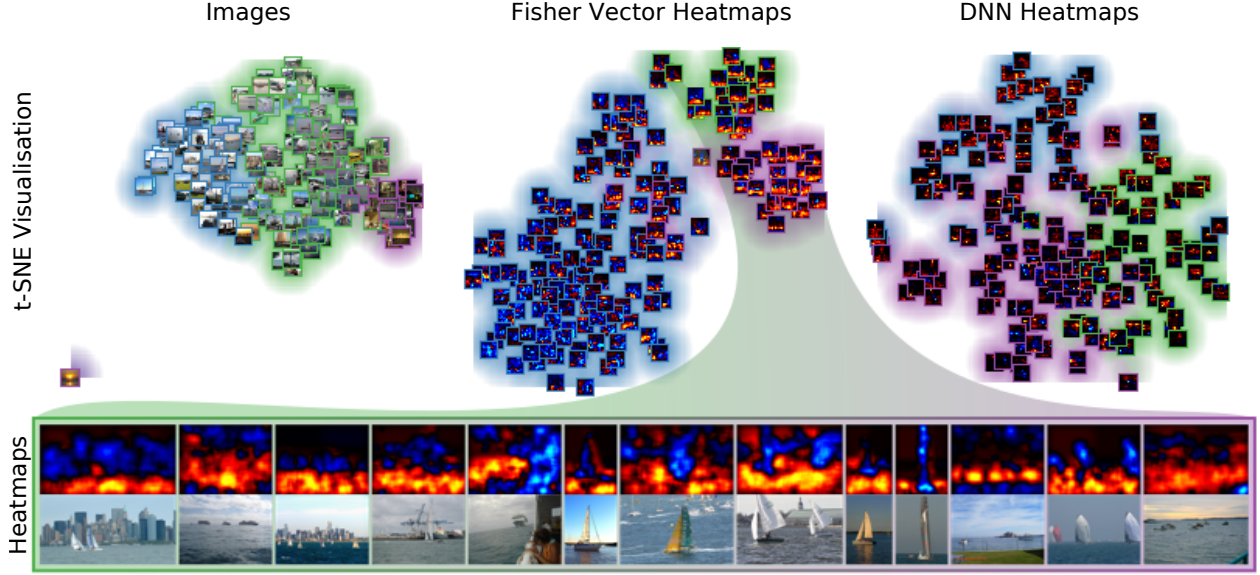 Images
Fisher Vector Heatmaps
DNN Heatmaps
t-SNE Visualisation
Heatmaps